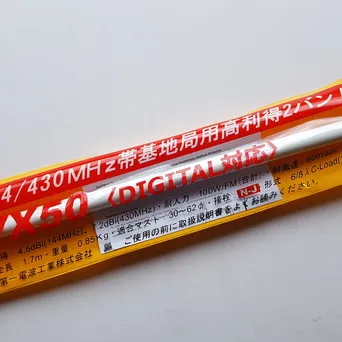 4/430MHz帯基地局用高利得2バンド
X50 〈DIGITAL対応〉
得 4.5dBi(144MHz) 2dBi(430MHz)・耐入力 100W/FM(合計)・形式 6/8λC-Load(
全長 1.7m・重量 0.85Kg・適合マスト 30〜62φ・接栓 N-J
第一電波工業株式会社 ご使用の前に取扱説明書をよくお読み